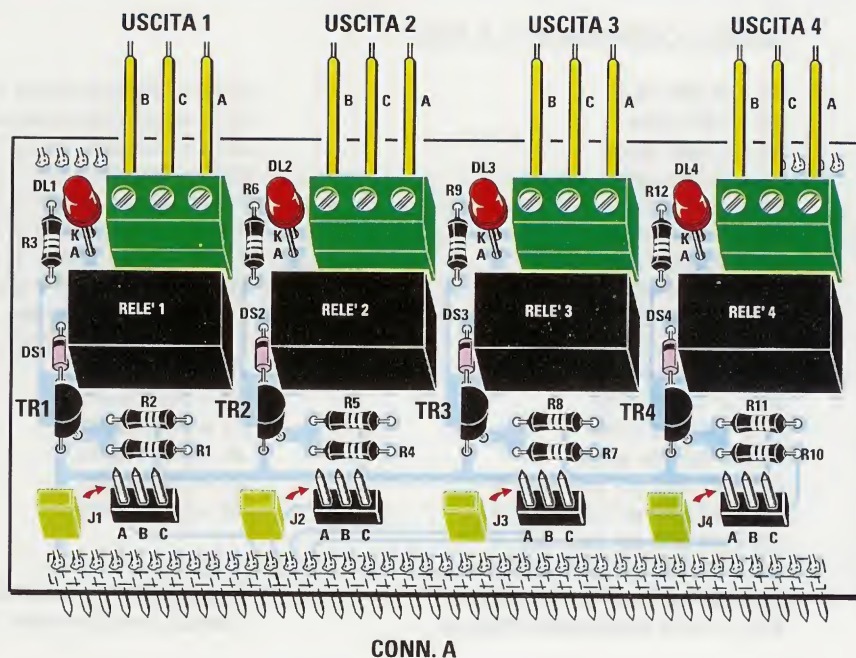 USCITA 1 USCITA 2 USCITA 3 USCITA 4
B C A B C A B C A B C A
DL1 DL2 DL3 DL4
R6 R9 R12
R3
K K K K
A A A A
RELE' 1 RELE' 2 RELE' 3 RELE' 4
DS1 DS2 DS3 DS4
TR1 TR2 TR3 TR4
R2 R5 R8 R11
R1 R4 R7 R10
J1 J2 J3 J4
A B C A B C A B C A B C
CONN. A